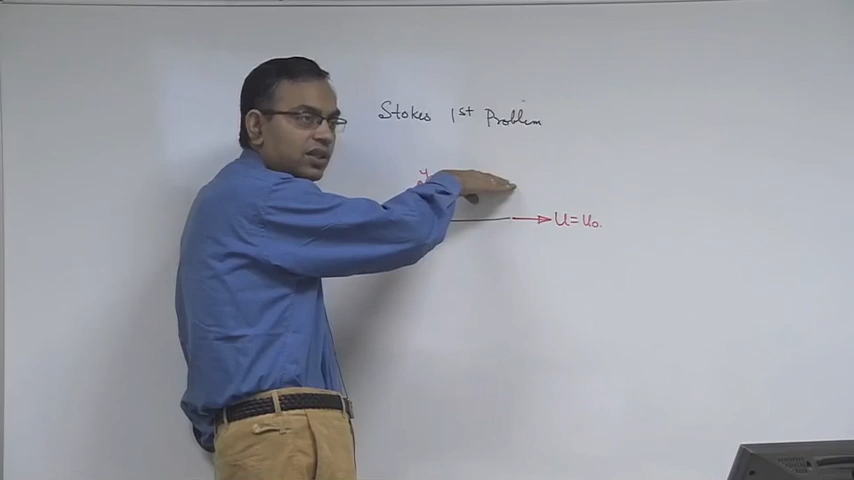 Stokes 1st Problem
y
U = U₀.